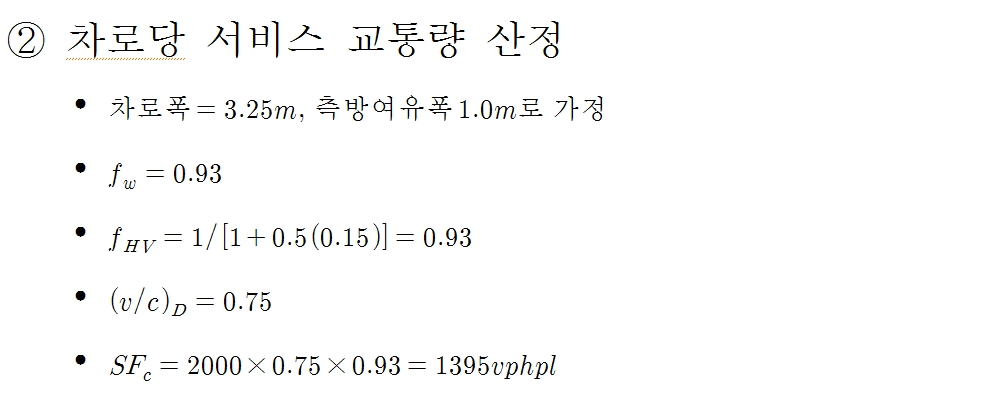 ② 차로당 서비스 교통량 산정
• 차로폭 = 3.25m, 측방여유폭 1.0m로 가정
• f_w = 0.93
• f_HV = 1/[1+0.5(0.15)] = 0.93
• (v/c)_D = 0.75
• SF_c = 2000×0.75×0.93 = 1395vphpl